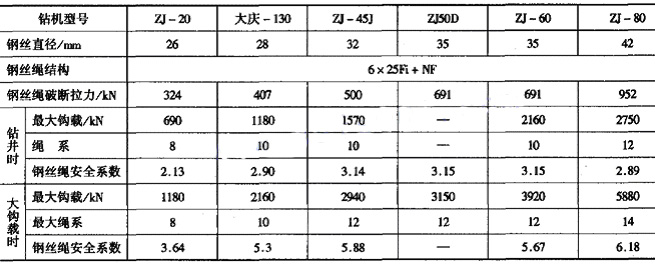 钻机型号 ZJ-20 大庆-130 ZJ-45J ZJ50D ZJ-60 ZJ-80
钢丝直径/mm 26 28 32 35 35 42
钢丝绳结构 6×25Fi+NF
钢丝绳破断拉力/kN 324 407 500 691 691 952
钻井时 最大钩载/kN 690 1180 1570 — 2160 2750
绳 系 8 10 10 — 10 12
钢丝绳安全系数 2.13 2.90 3.14 3.15 3.15 2.89
大钩载时 最大钩载/kN 1180 2160 2940 3150 3920 5880
最大绳系 8 10 12 12 12 14
钢丝绳安全系数 3.64 5.3 5.88 — 5.67 6.18